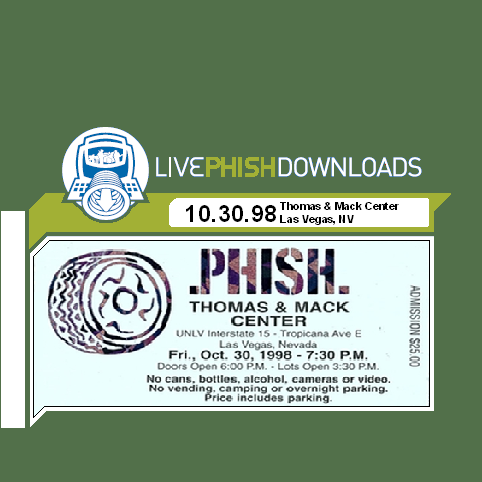 LIVEPHISHDOWNLOADS
10.30.98 Thomas & Mack Center
Las Vegas, NV
PHISH.
THOMAS & MACK
CENTER
UNLV Interstate 15 - Tropicana Ave E
Las Vegas, Nevada
Fri., Oct. 30, 1998 - 7:30 P.M.
Doors Open 6:00 P.M. - Lots Open 3:30 P.M.
No cans, bottles, alcohol, cameras or video.
No vending, camping or overnight parking.
Price includes parking.
ADMISSION $25.00